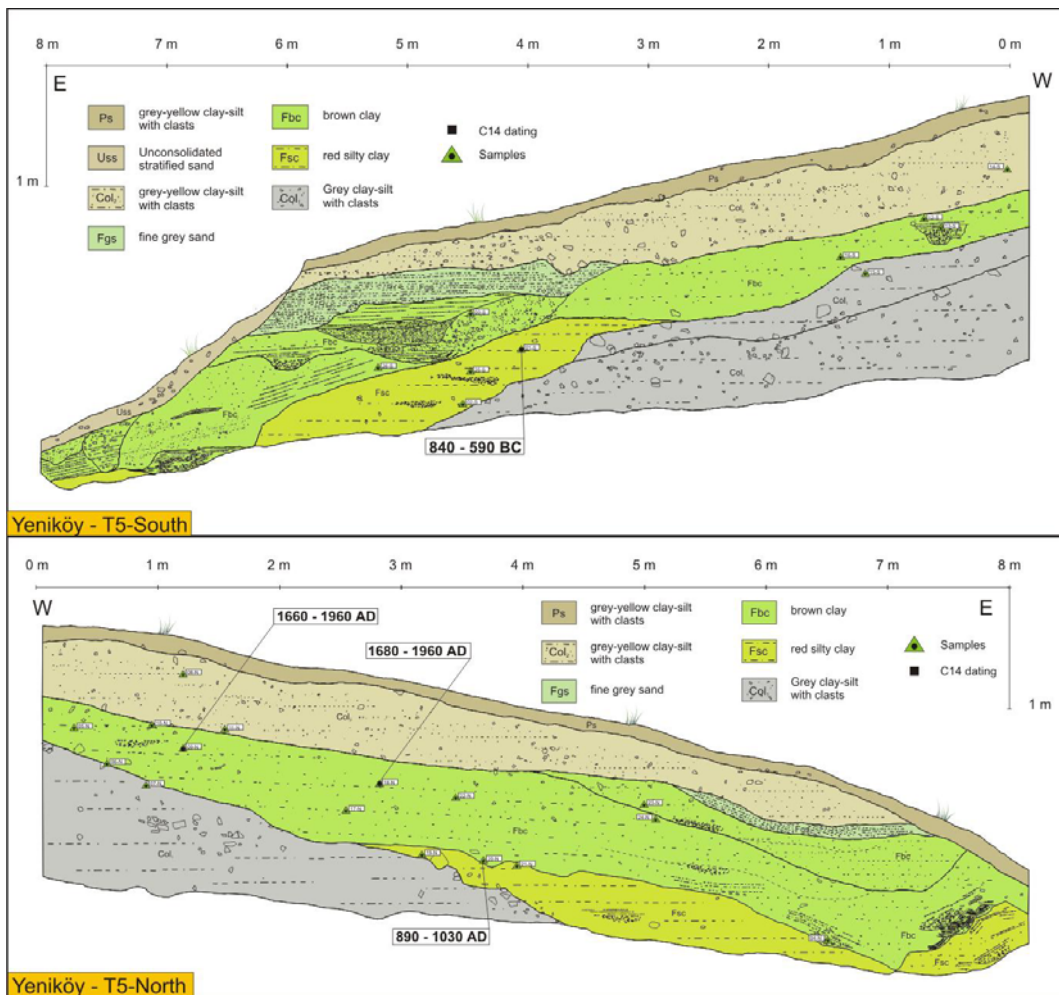 8 m 7 m 6 m 5 m 4 m 3 m 2 m 1 m 0 m
E W
1 m
Ps grey-yellow clay-silt with clasts
Uss Unconsolidated stratified sand
Col, grey-yellow clay-silt with clasts
Fgs fine grey sand
Fbc brown clay
Fsc red silty clay
Col, Grey clay-silt with clasts
C14 dating
Samples
Ps
Col,
Fgs
Fbc
Fbc
Fbc
Col,
Fsc
Col,
Uss
840 - 590 BC
Yeniköy - T5-South
0 m 1 m 2 m 3 m 4 m 5 m 6 m 7 m 8 m
W E
1660 - 1960 AD
1680 - 1960 AD
Ps grey-yellow clay-silt with clasts
Col, grey-yellow clay-silt with clasts
Fgs fine grey sand
Fbc brown clay
Fsc red silty clay
Col, Grey clay-silt with clasts
Samples
C14 dating
1 m
Ps
Col,
Fbc
Fbc
Col,
Fsc
Fbc
Fsc
890 - 1030 AD
Yeniköy - T5-North